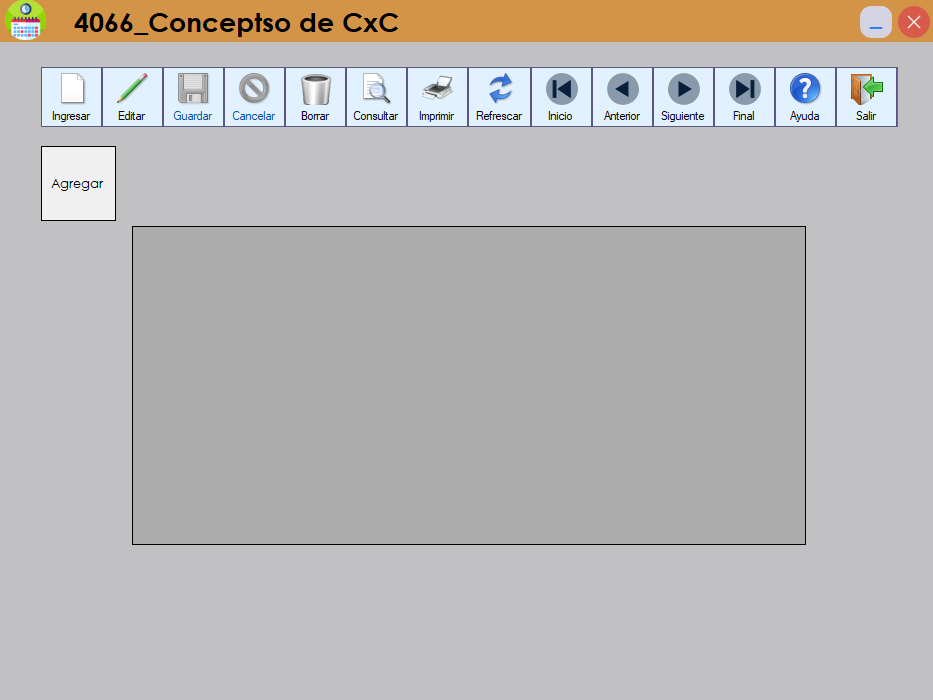 4066_Conceptso de CxC
Ingresar Editar Guardar Cancelar Borrar Consultar Imprimir Refrescar Inicio Anterior Siguiente Final Ayuda Salir
Agregar